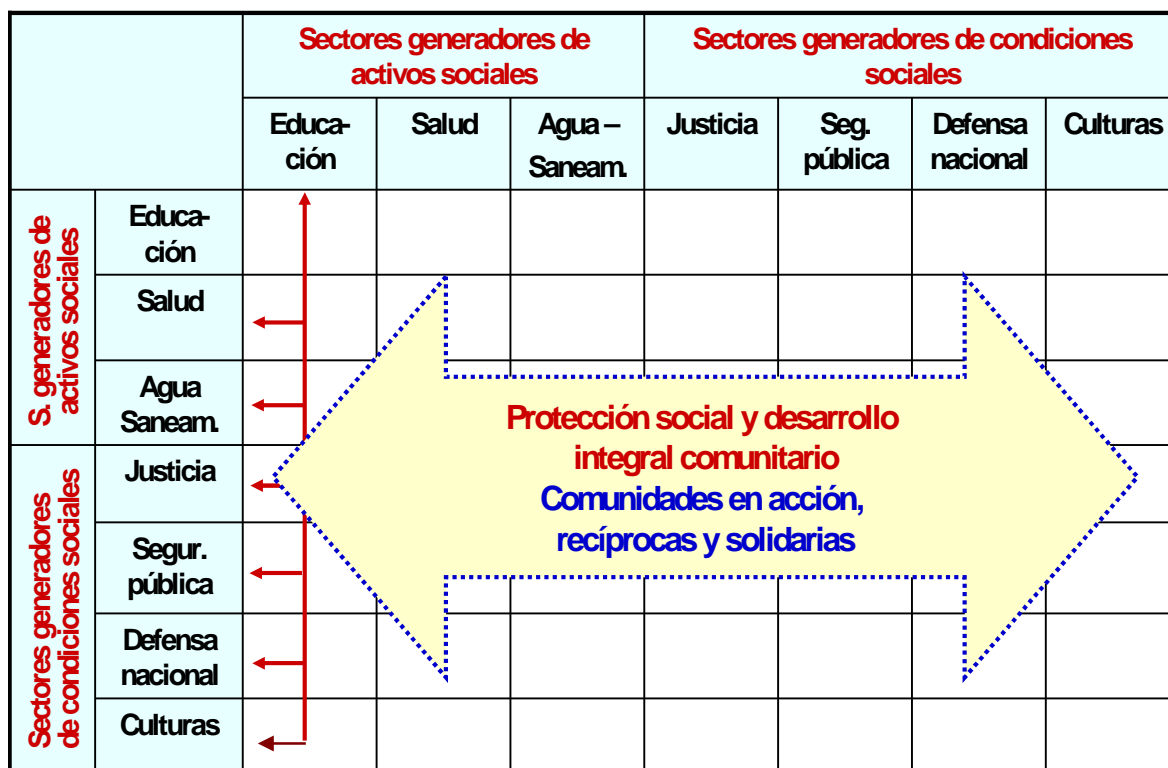 Sectores generadores de
activos sociales
Sectores generadores de condiciones
sociales
Educa-
ción
Salud
Agua –
Saneam.
Justicia
Seg.
pública
Defensa
nacional
Culturas
S. generadores de
activos sociales
Educa-
ción
Salud
Agua
Saneam.
Sectores generadores
de condiciones sociales
Justicia
Segur.
pública
Defensa
nacional
Culturas
Protección social y desarrollo
integral comunitario
Comunidades en acción,
recíprocas y solidarias